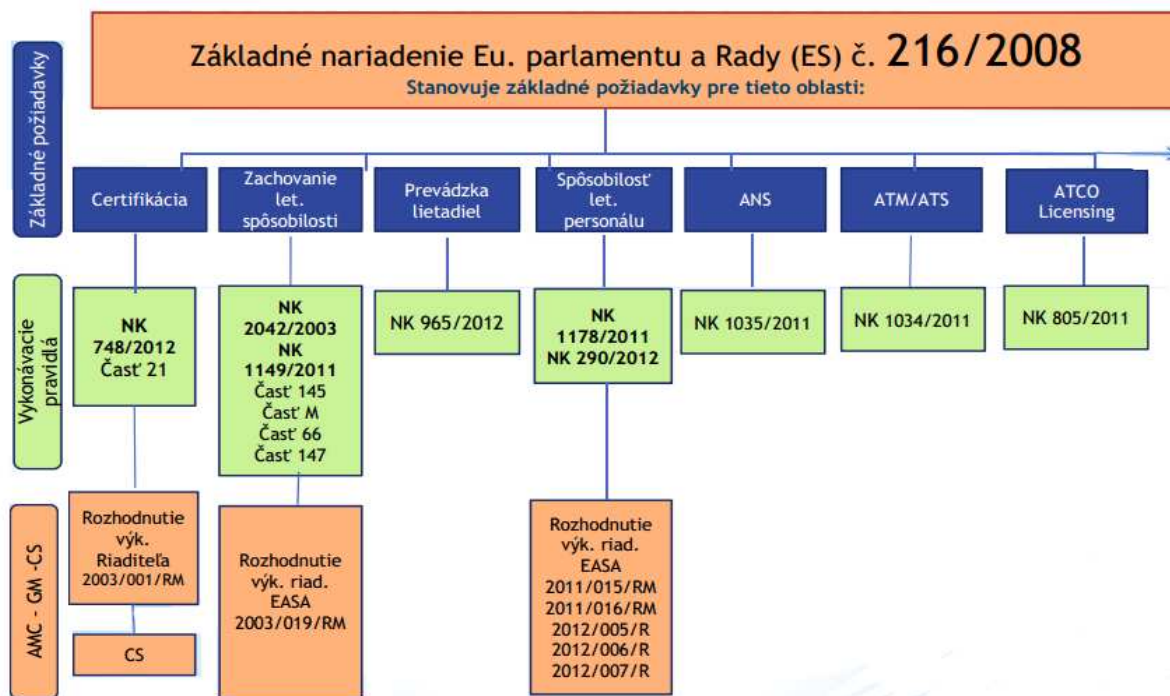 Základné nariadenie Eu. parlamentu a Rady (ES) č. 216/2008
Stanovuje základné požiadavky pre tieto oblasti:
Základné požiadavky
Certifikácia
Zachovanie
let.
spôsobilosti
Prevádzka
lietadiel
Spôsobilosť
let.
personálu
ANS
ATM/ATS
ATCO
Licensing
Vykonávacie
pravidlá
NK
748/2012
Časť 21
NK
2042/2003
NK
1149/2011
Časť 145
Časť M
Časť 66
Časť 147
NK 965/2012
NK
1178/2011
NK 290/2012
NK 1035/2011
NK 1034/2011
NK 805/2011
AMC - GM -CS
Rozhodnutie
výk.
Riaditeľa
2003/001/RM
CS
Rozhodnutie
výk. riad.
EASA
2003/019/RM
Rozhodnutie
výk. riad.
EASA
2011/015/RM
2011/016/RM
2012/005/R
2012/006/R
2012/007/R